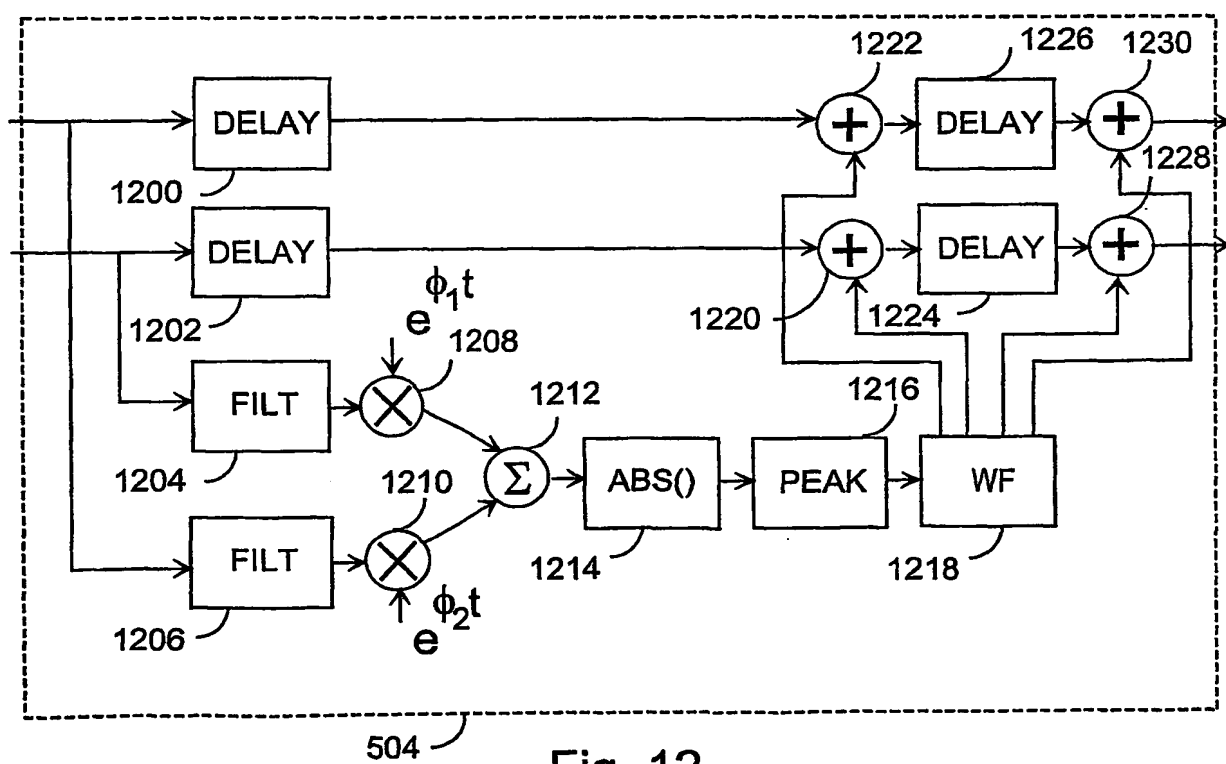 1222
1226
1230
DELAY
+
DELAY
+
1200
1228
DELAY
+
DELAY
+
1202
e^ϕ₁t
1220
1224
1208
1216
FILT
1212
1204
1210
Σ
ABS()
PEAK
WF
FILT
1214
1218
1206
e^ϕ₂t
504
Fig. 12